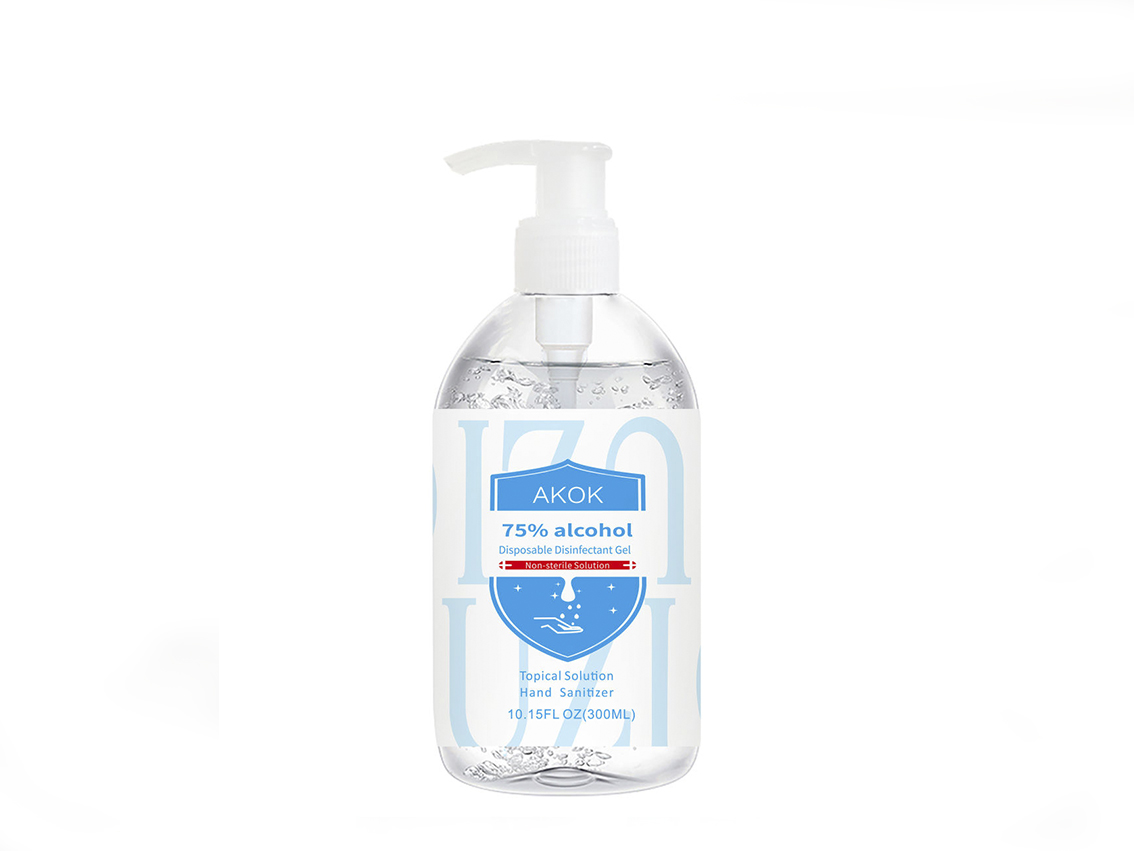 AKOK
75% alcohol
Disposable Disinfectant Gel
Non-sterile Solution
Topical Solution
Hand Sanitizer
10.15FL OZ(300ML)